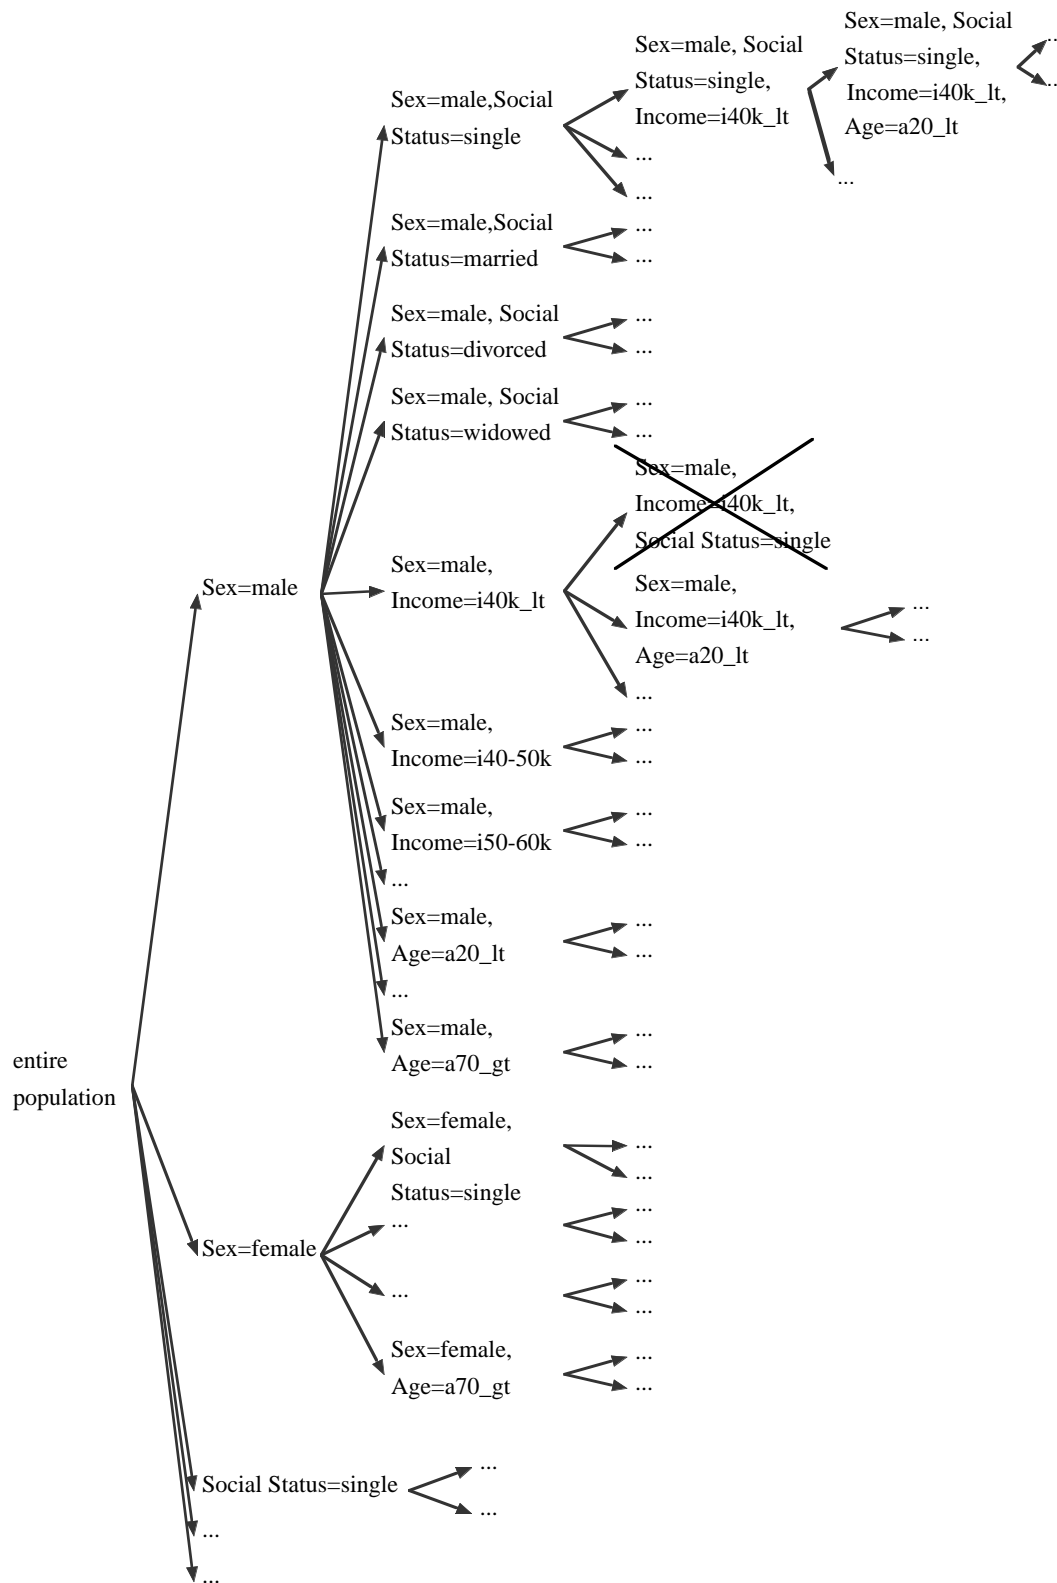 Sex=male, Social
Status=single,
Income=i40k_lt,
Age=a20_lt
...
...
...
Sex=male, Social
Status=single,
Income=i40k_lt
...
...
Sex=male,Social
Status=single
Sex=male,Social
Status=married
...
...
Sex=male, Social
Status=divorced
...
...
Sex=male, Social
Status=widowed
...
...
Sex=male,
Income=i40k_lt,
Social Status=single
Sex=male,
Income=i40k_lt
Sex=male,
Income=i40k_lt,
Age=a20_lt
...
...
...
Sex=male
Sex=male,
Income=i40-50k
...
...
Sex=male,
Income=i50-60k
...
...
...
Sex=male,
Age=a20_lt
...
...
...
Sex=male,
Age=a70_gt
...
...
entire
population
Sex=female,
Social
Status=single
...
...
...
...
...
Sex=female
...
...
...
Sex=female,
Age=a70_gt
...
...
Social Status=single
...
...
...
...